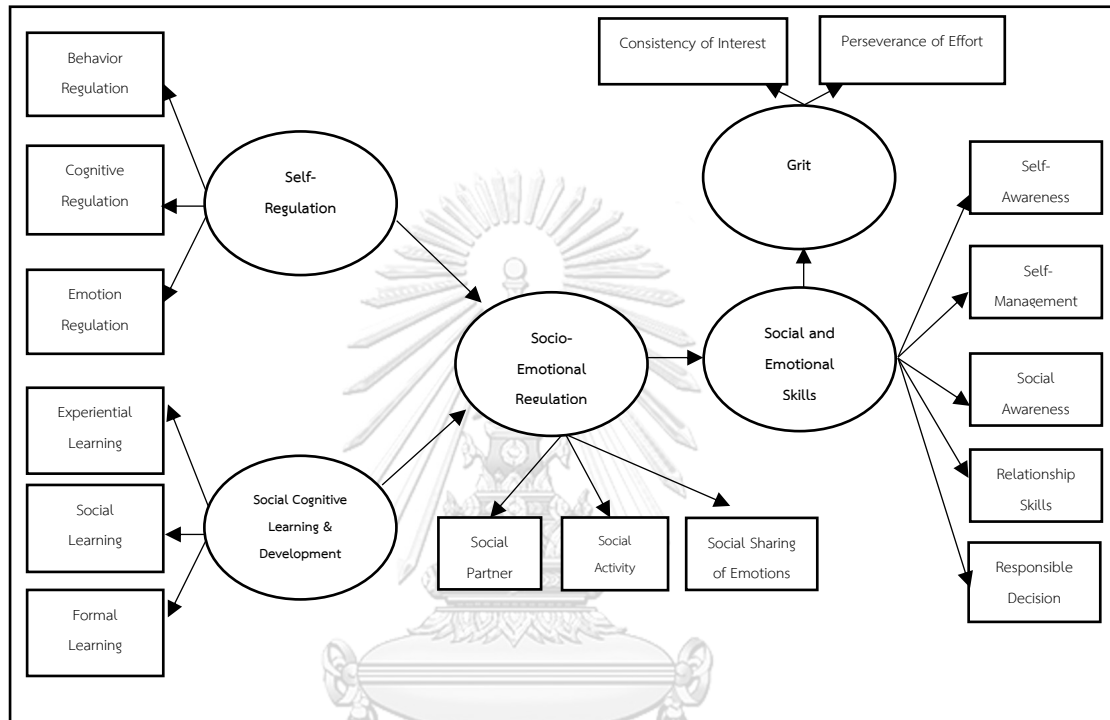 Consistency of Interest
Perseverance of Effort
Behavior
Regulation
Cognitive
Regulation
Emotion
Regulation
Self-
Regulation
Grit
Self-
Awareness
Self-
Management
Social
Awareness
Relationship
Skills
Responsible
Decision
Socio-
Emotional
Regulation
Social and
Emotional
Skills
Experiential
Learning
Social
Learning
Formal
Learning
Social Cognitive
Learning &
Development
Social
Partner
Social
Activity
Social Sharing
of Emotions